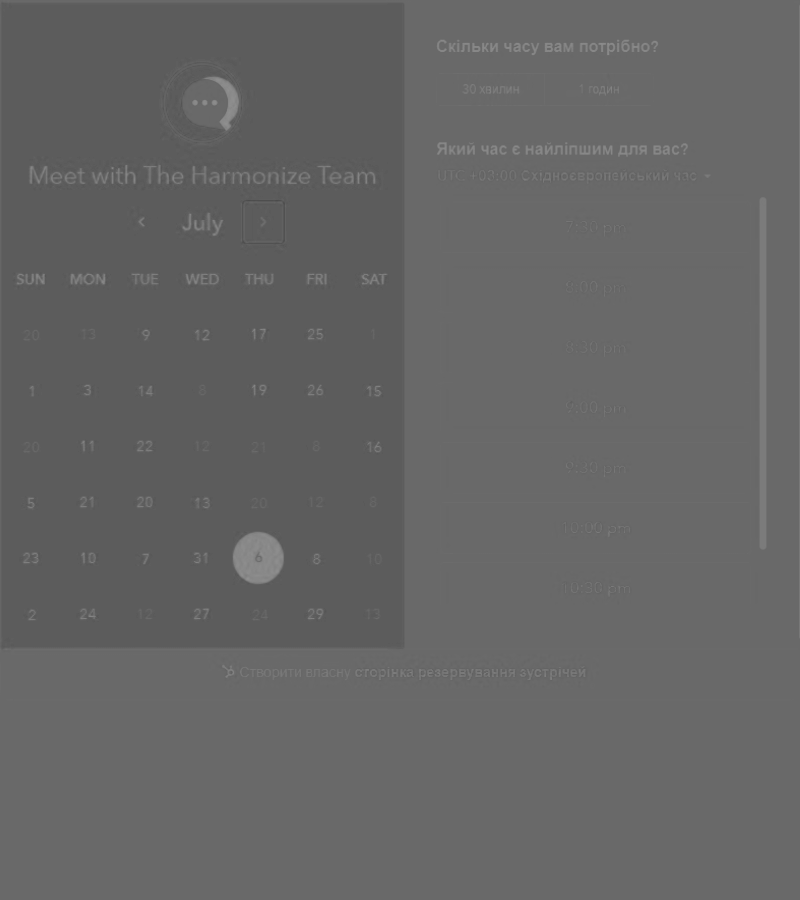 Meet with The Harmonize Team
July
SUN MON TUE WED THU FRI SAT
20 13 9 12 17 25 1
1 3 14 8 19 26 15
20 11 22 12 21 8 16
5 21 20 13 20 12 8
23 10 7 31 6 8 10
2 24 12 27 24 29 13
Скільки часу вам потрібно?
30 хвилин 1 годин
Який час є найліпшим для вас?
UTC +02:00 Східноєвропейський час
7:30 pm
8:00 pm
8:30 pm
9:00 pm
9:30 pm
10:00 pm
10:30 pm
Створити власну сторінка резервування зустрічей